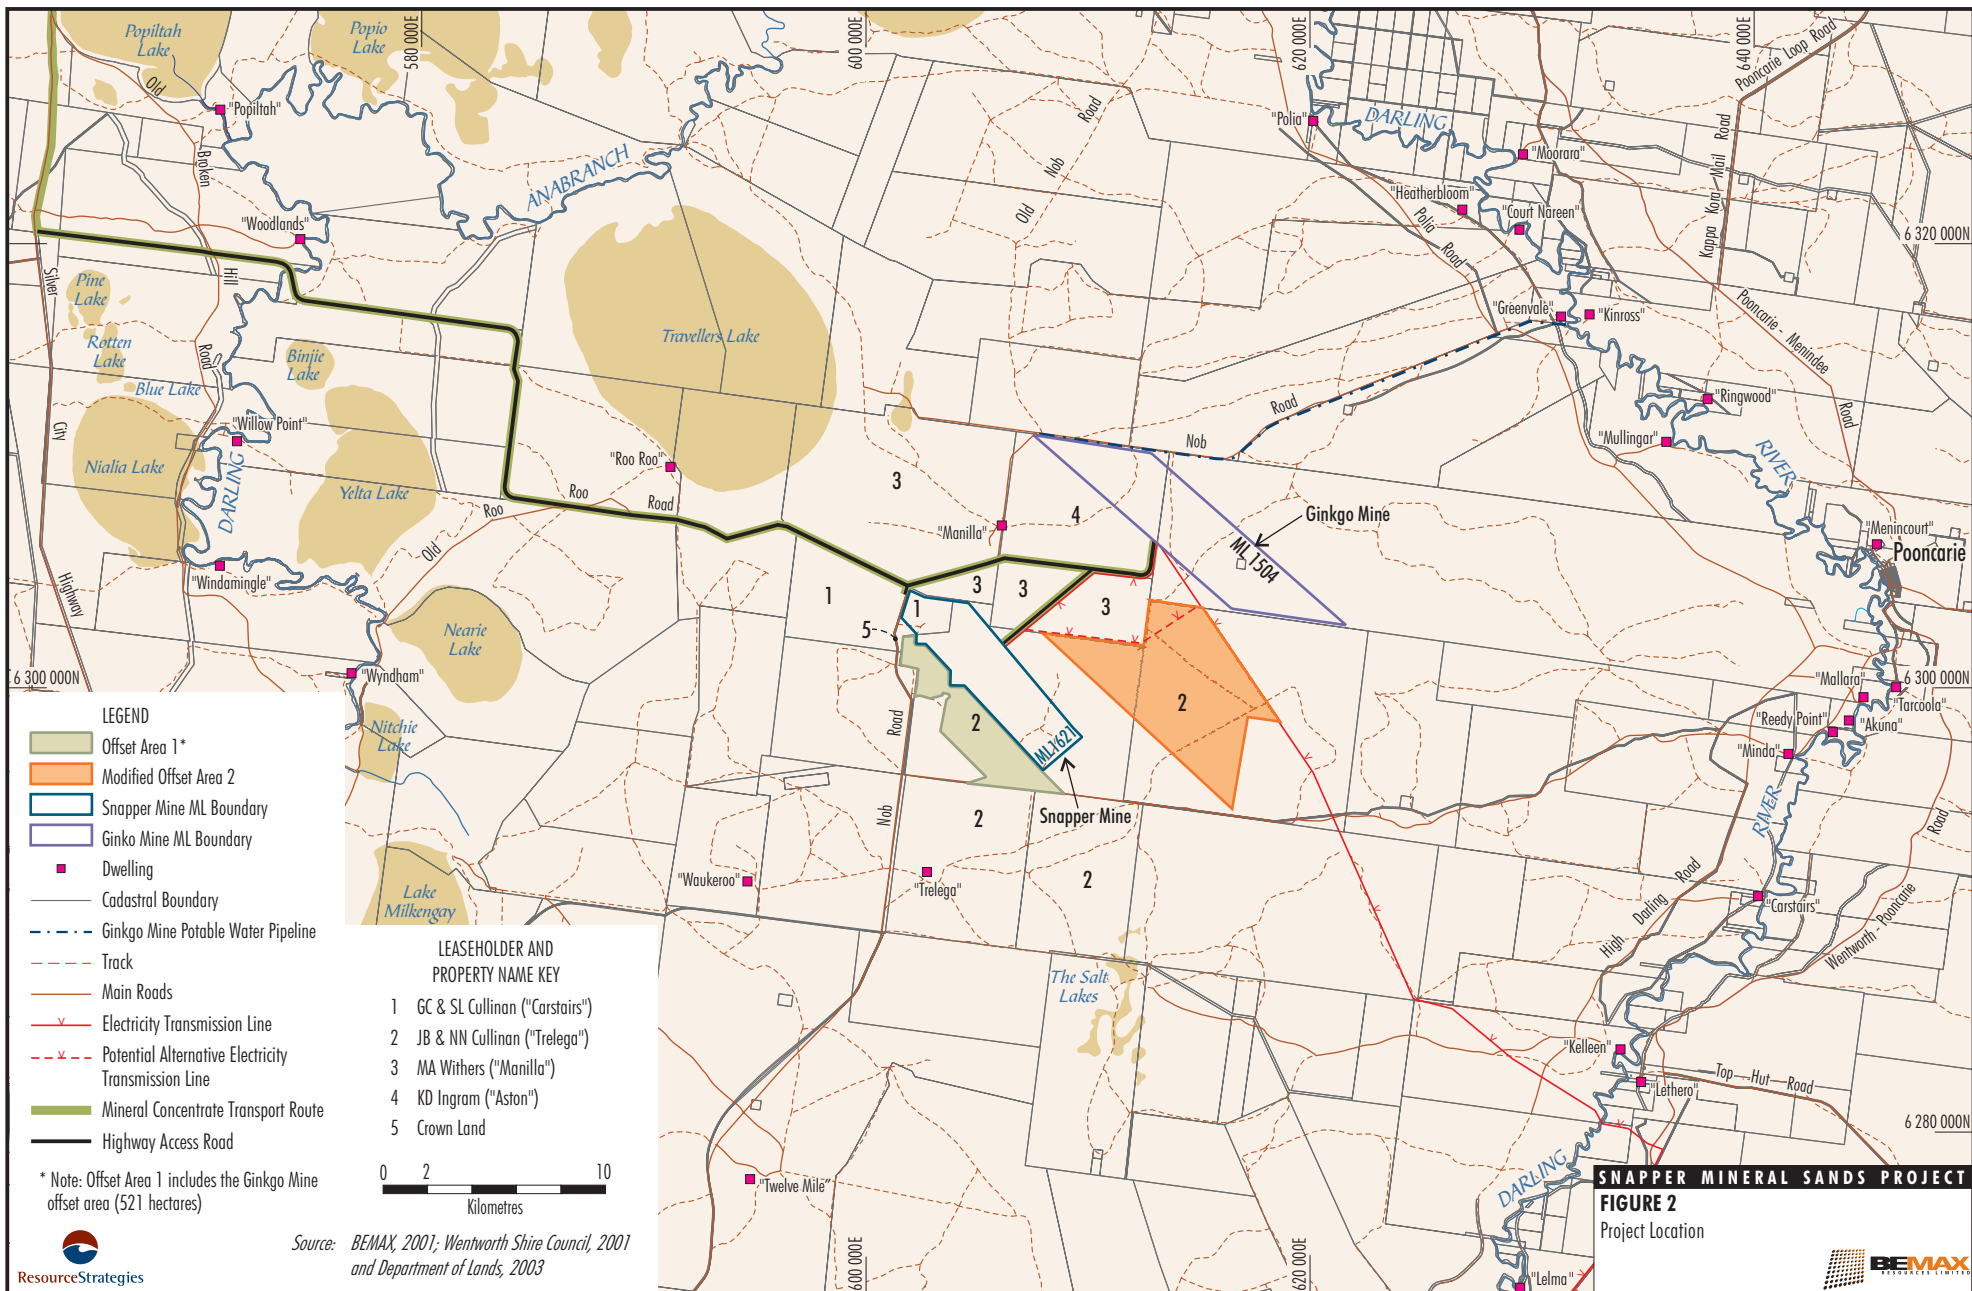 Popiltah
Lake
Popio
Lake
580 000E
600 000E
620 000E
640 000E
Pooncarie Loop Road
Old
"Popiltah"
Broken
Hill
Road
ANABRANCH
"Woodlands"
Old
Nob
Road
"Polia"
DARLING
"Moorara"
"Heatherbloom"
"Court Nareen"
Polia
Road
Kappa Kora Mail Road
6 320 000N
Pine
Lake
Silver
City
Highway
Rotten
Lake
Blue Lake
Binjie
Lake
Travellers Lake
"Greenvale"
"Kinross"
Pooncarie - Menindee
Road
"Willow Point"
Nialia Lake
DARLING
Yelta Lake
"Roo Roo"
Roo
Road
Old
Roo
3
Road
Nob
"Ringwood"
"Mullingar"
RIVER
4
"Manilla"
Ginkgo Mine
ML 1504
"Menincourt"
Pooncarie
"Windamingle"
1
3
3
3
1
5
Nearie
Lake
"Wyndham"
6 300 000N
6 300 000N
"Mallara"
"Tarcoola"
"Reedy Point"
"Akuna"
"Minda"
Nitchie
Lake
Road
Nob
2
2
ML1621
Snapper Mine
2
2
"Waukeroo"
"Trelega"
RIVER
High Darling Road
"Carstairs"
Wentworth - Pooncarie
Road
Lake
Milkengay
The Salt
Lakes
"Kelleen"
"Lethero"
Top Hut Road
6 280 000N
"Twelve Mile"
DARLING
"Lelma"
600 000E
620 000E
LEGEND
Offset Area 1*
Modified Offset Area 2
Snapper Mine ML Boundary
Ginko Mine ML Boundary
Dwelling
Cadastral Boundary
Ginkgo Mine Potable Water Pipeline
Track
Main Roads
Electricity Transmission Line
Potential Alternative Electricity
Transmission Line
Mineral Concentrate Transport Route
Highway Access Road
* Note: Offset Area 1 includes the Ginkgo Mine
offset area (521 hectares)
ResourceStrategies
LEASEHOLDER AND
PROPERTY NAME KEY
1 GC & SL Cullinan ("Carstairs")
2 JB & NN Cullinan ("Trelega")
3 MA Withers ("Manilla")
4 KD Ingram ("Aston")
5 Crown Land
0 2 10
Kilometres
Source: BEMAX, 2001; Wentworth Shire Council, 2001
and Department of Lands, 2003
SNAPPER MINERAL SANDS PROJECT
FIGURE 2
Project Location
BEMAX
RESOURCES LIMITED